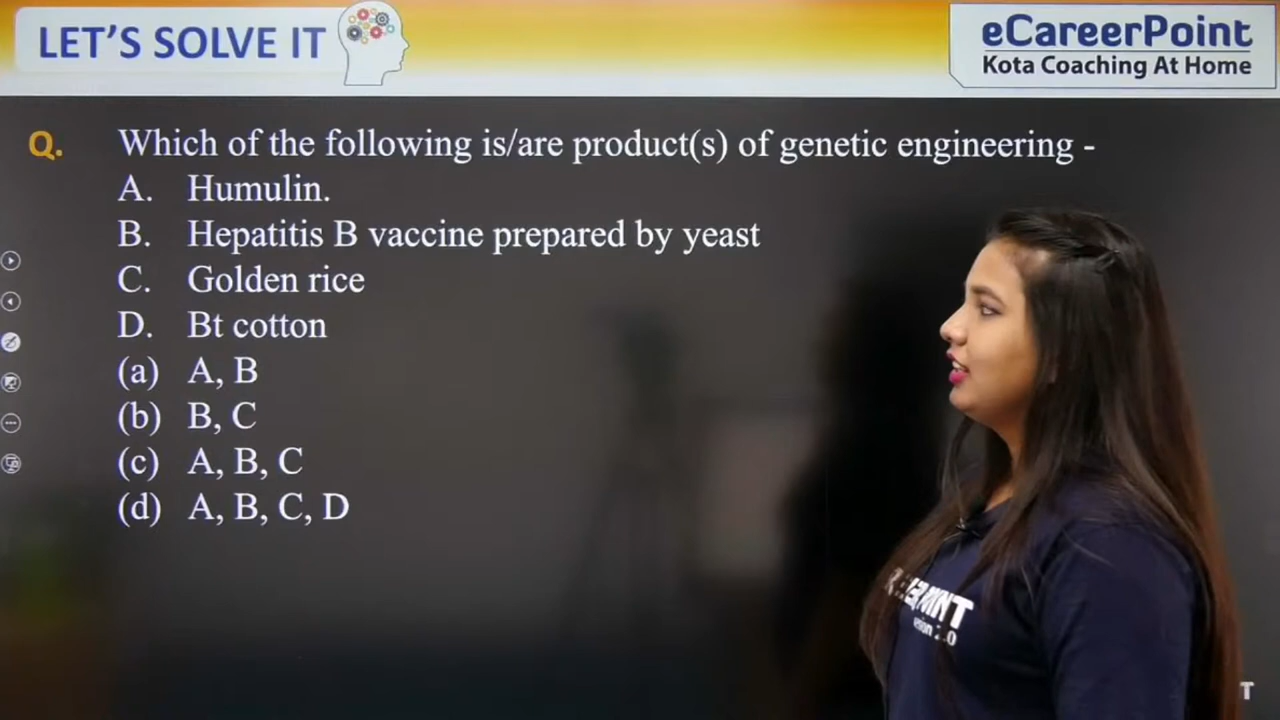 LET'S SOLVE IT
eCareerPoint
Kota Coaching At Home
Q. Which of the following is/are product(s) of genetic engineering -
A. Humulin.
B. Hepatitis B vaccine prepared by yeast
C. Golden rice
D. Bt cotton
(a) A, B
(b) B, C
(c) A, B, C
(d) A, B, C, D
T